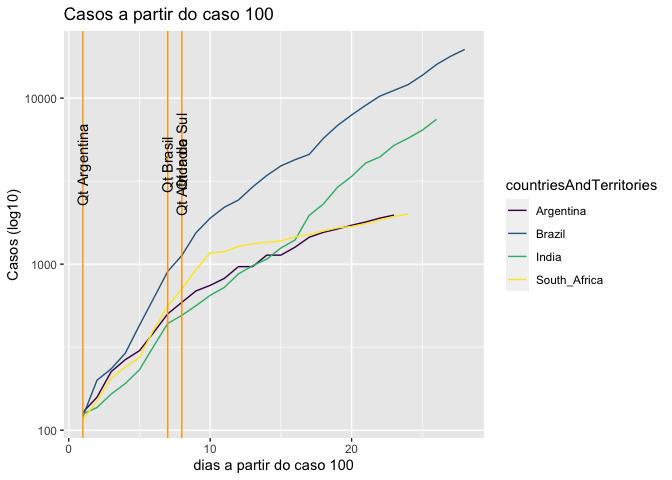 Casos a partir do caso 100
Casos (log10)
10000
1000
100
Qt Argentina
Qt Brasil
0
10
20
dias a partir do caso 100
countriesAndTerritories
Argentina
Brazil
India
South_Africa